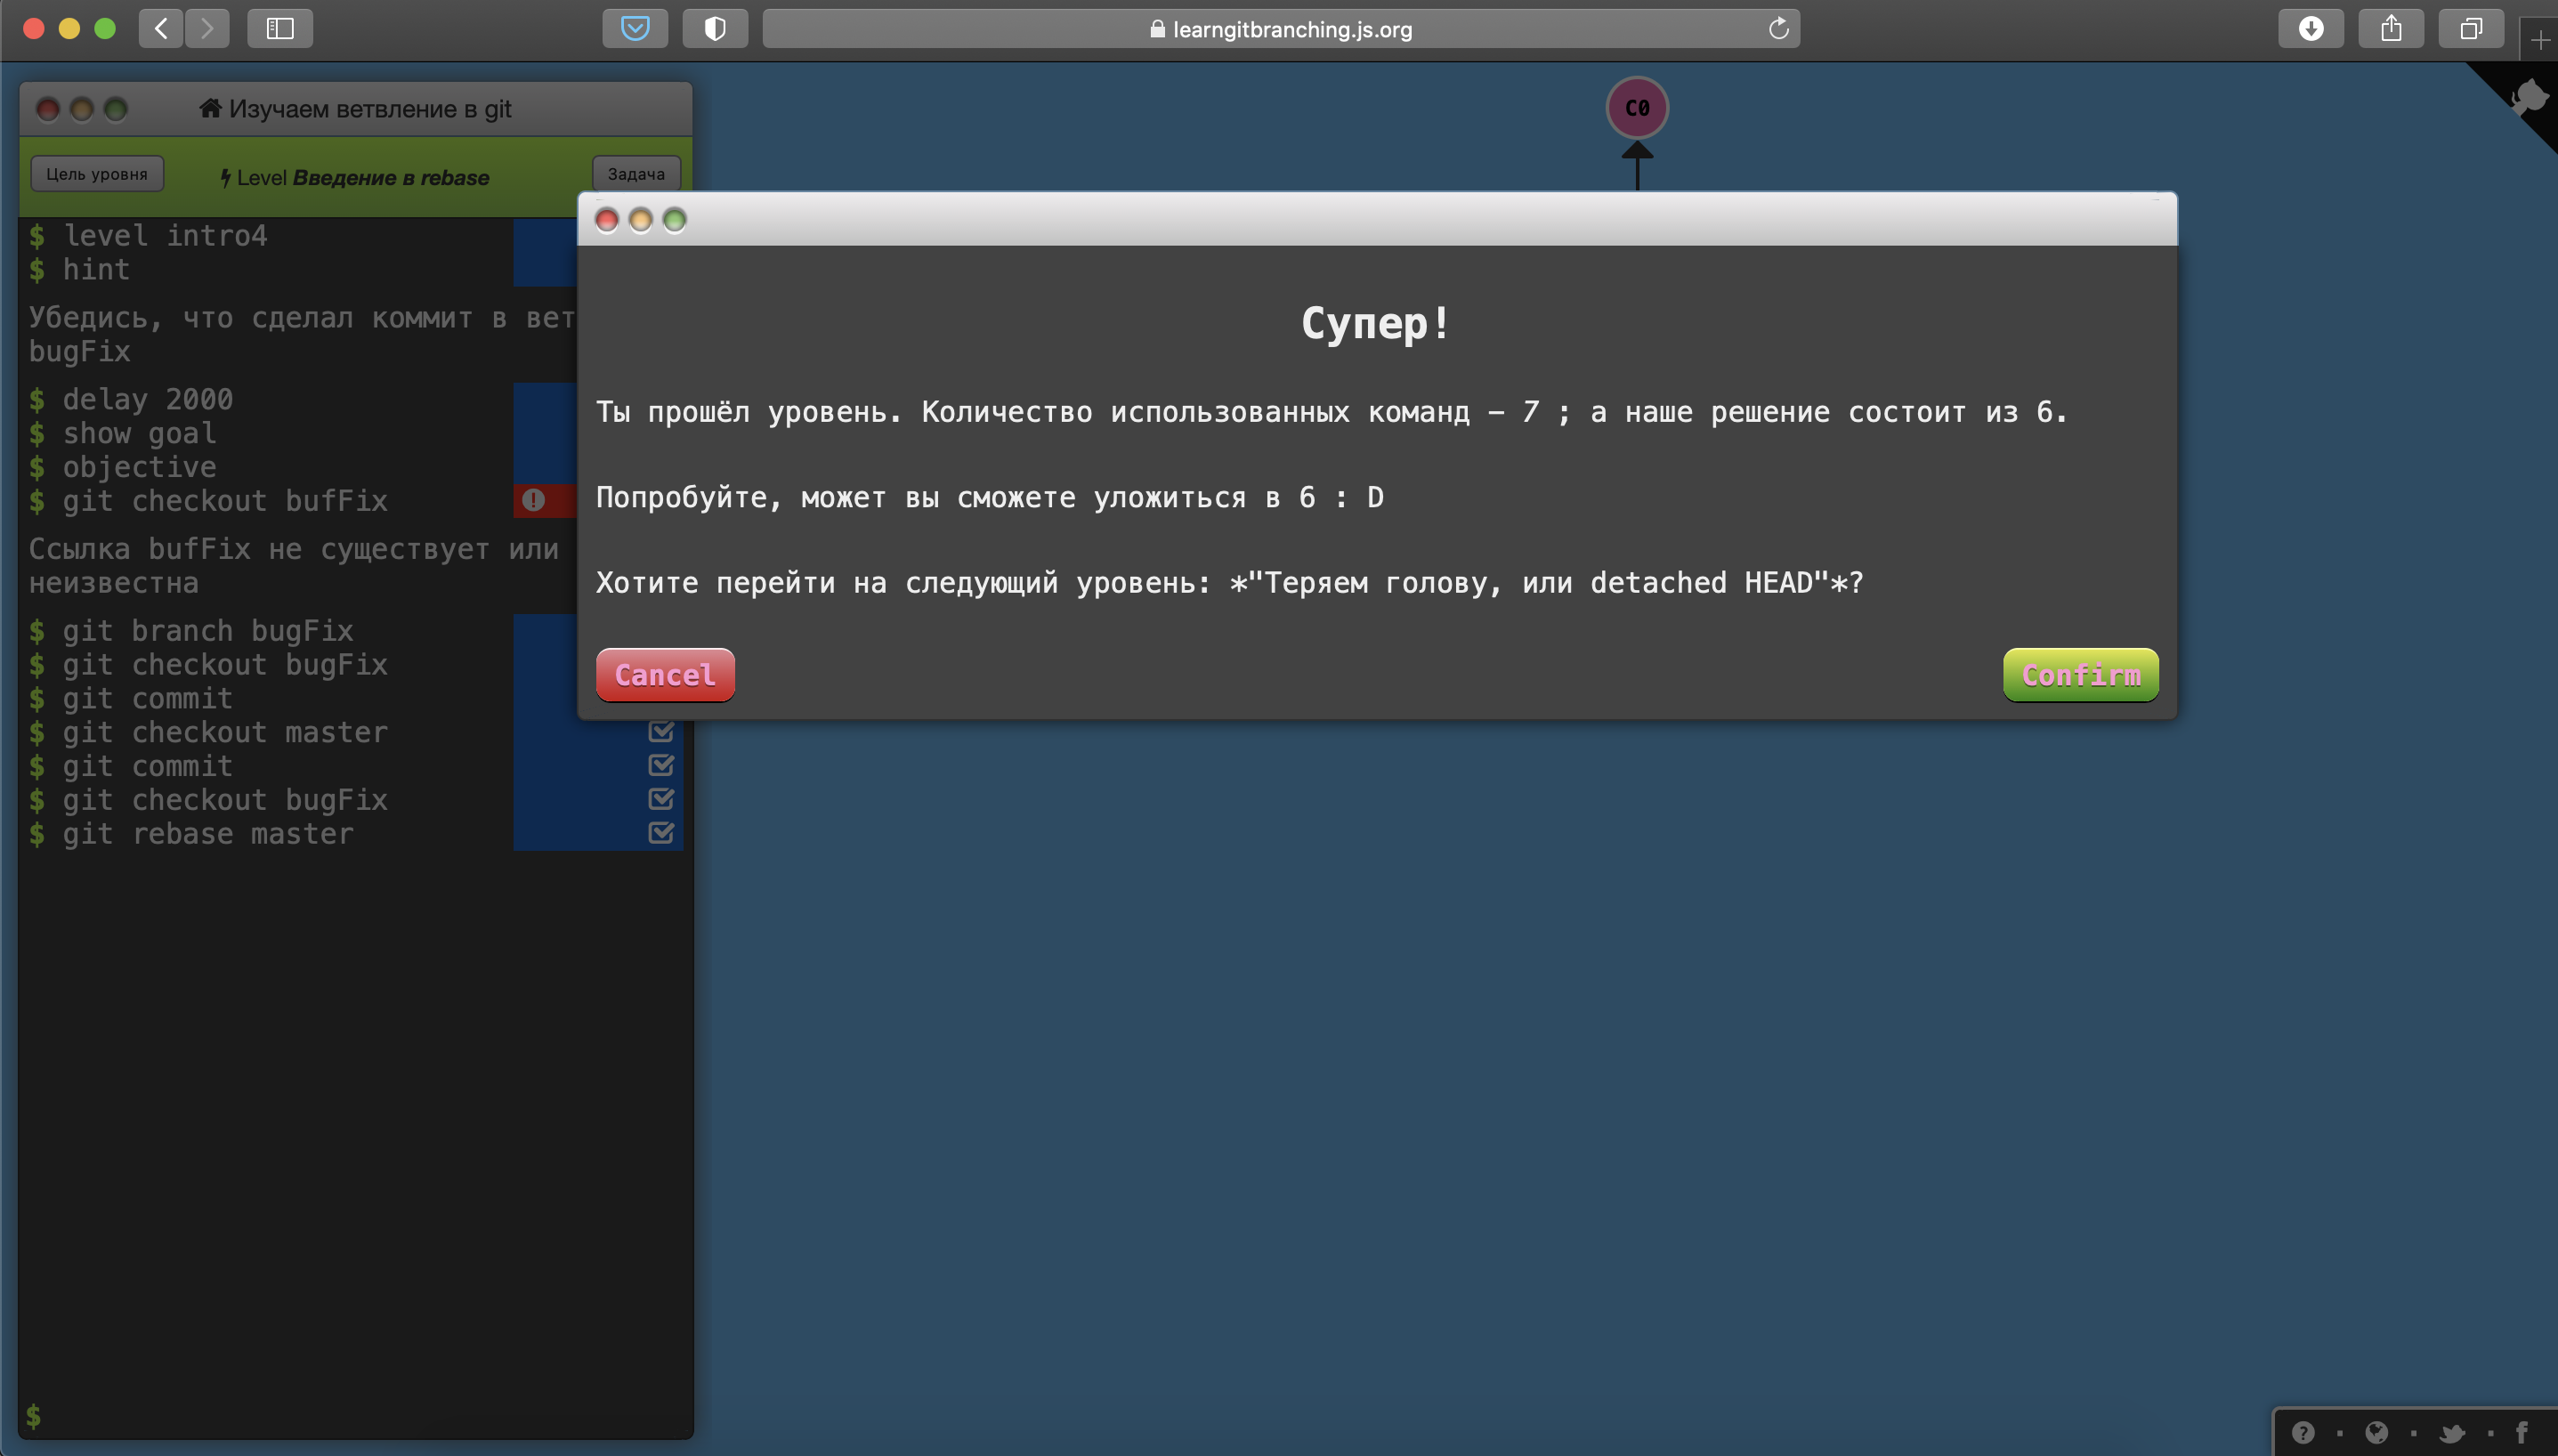 learngitbranching.js.org
C0
Изучаем ветвление в git
Цель уровня
Level Введение в rebase
Задача
$ level intro4
$ hint
Убедись, что сделал коммит в вет
bugFix
$ delay 2000
$ show goal
$ objective
$ git checkout bufFix
Ссылка bufFix не существует или
неизвестна
$ git branch bugFix
$ git checkout bugFix
$ git commit
$ git checkout master
$ git commit
$ git checkout bugFix
$ git rebase master
$
Супер!
Ты прошёл уровень. Количество использованных команд – 7 ; а наше решение состоит из 6.
Попробуйте, может вы сможете уложиться в 6 : D
Хотите перейти на следующий уровень: *"Теряем голову, или detached HEAD"*?
Cancel
Confirm